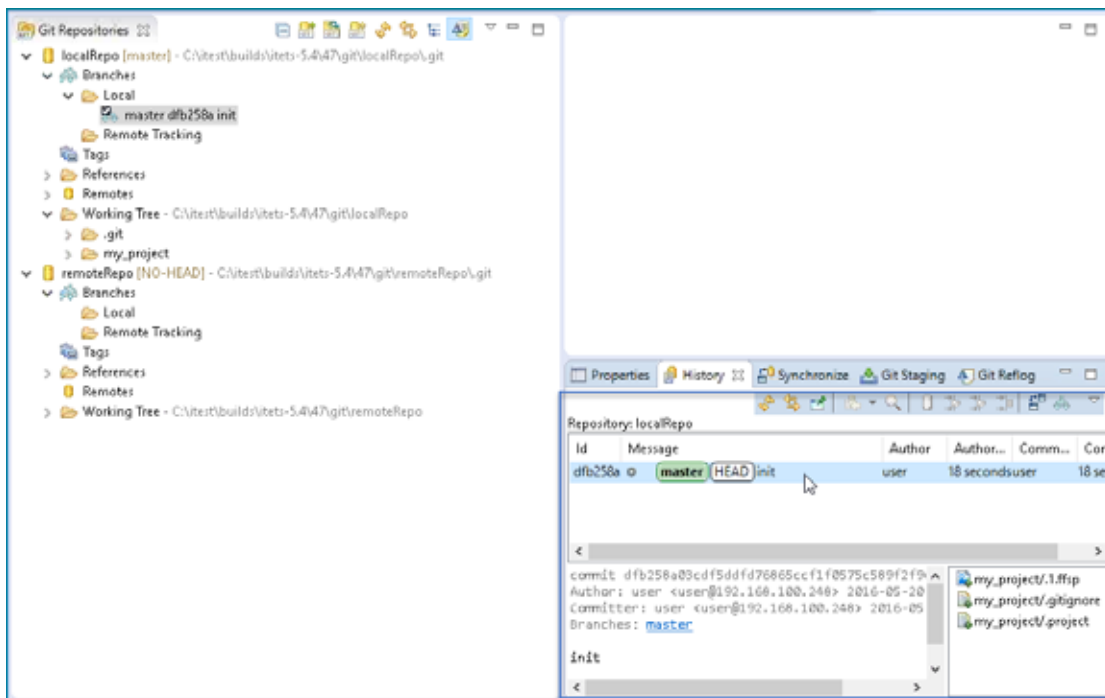 Git Repositories
localRepo [master] - C:\itest\builds\itets-5.4\47\git\localRepo\.git
Branches
Local
master dfb258a init
Remote Tracking
Tags
References
Remotes
Working Tree - C:\itest\builds\itets-5.4\47\git\localRepo
.git
my_project
remoteRepo [NO-HEAD] - C:\itest\builds\itets-5.4\47\git\remoteRepo\.git
Branches
Local
Remote Tracking
Tags
References
Remotes
Working Tree - C:\itest\builds\itets-5.4\47\git\remoteRepo
Properties History Synchronize Git Staging Git Reflog
Repository: localRepo
Id Message Author Author... Comm... Cor
dfb258a master HEAD init user 18 seconds user 18 se
commit dfb258a03cdf5ddfd76865ccf1f0575c589f2f9
Author: user <user@192.168.100.248> 2016-05-20
Committer: user <user@192.168.100.248> 2016-05
Branches: master
init
my_project/.1.ffsp
my_project/.gitignore
my_project/.project